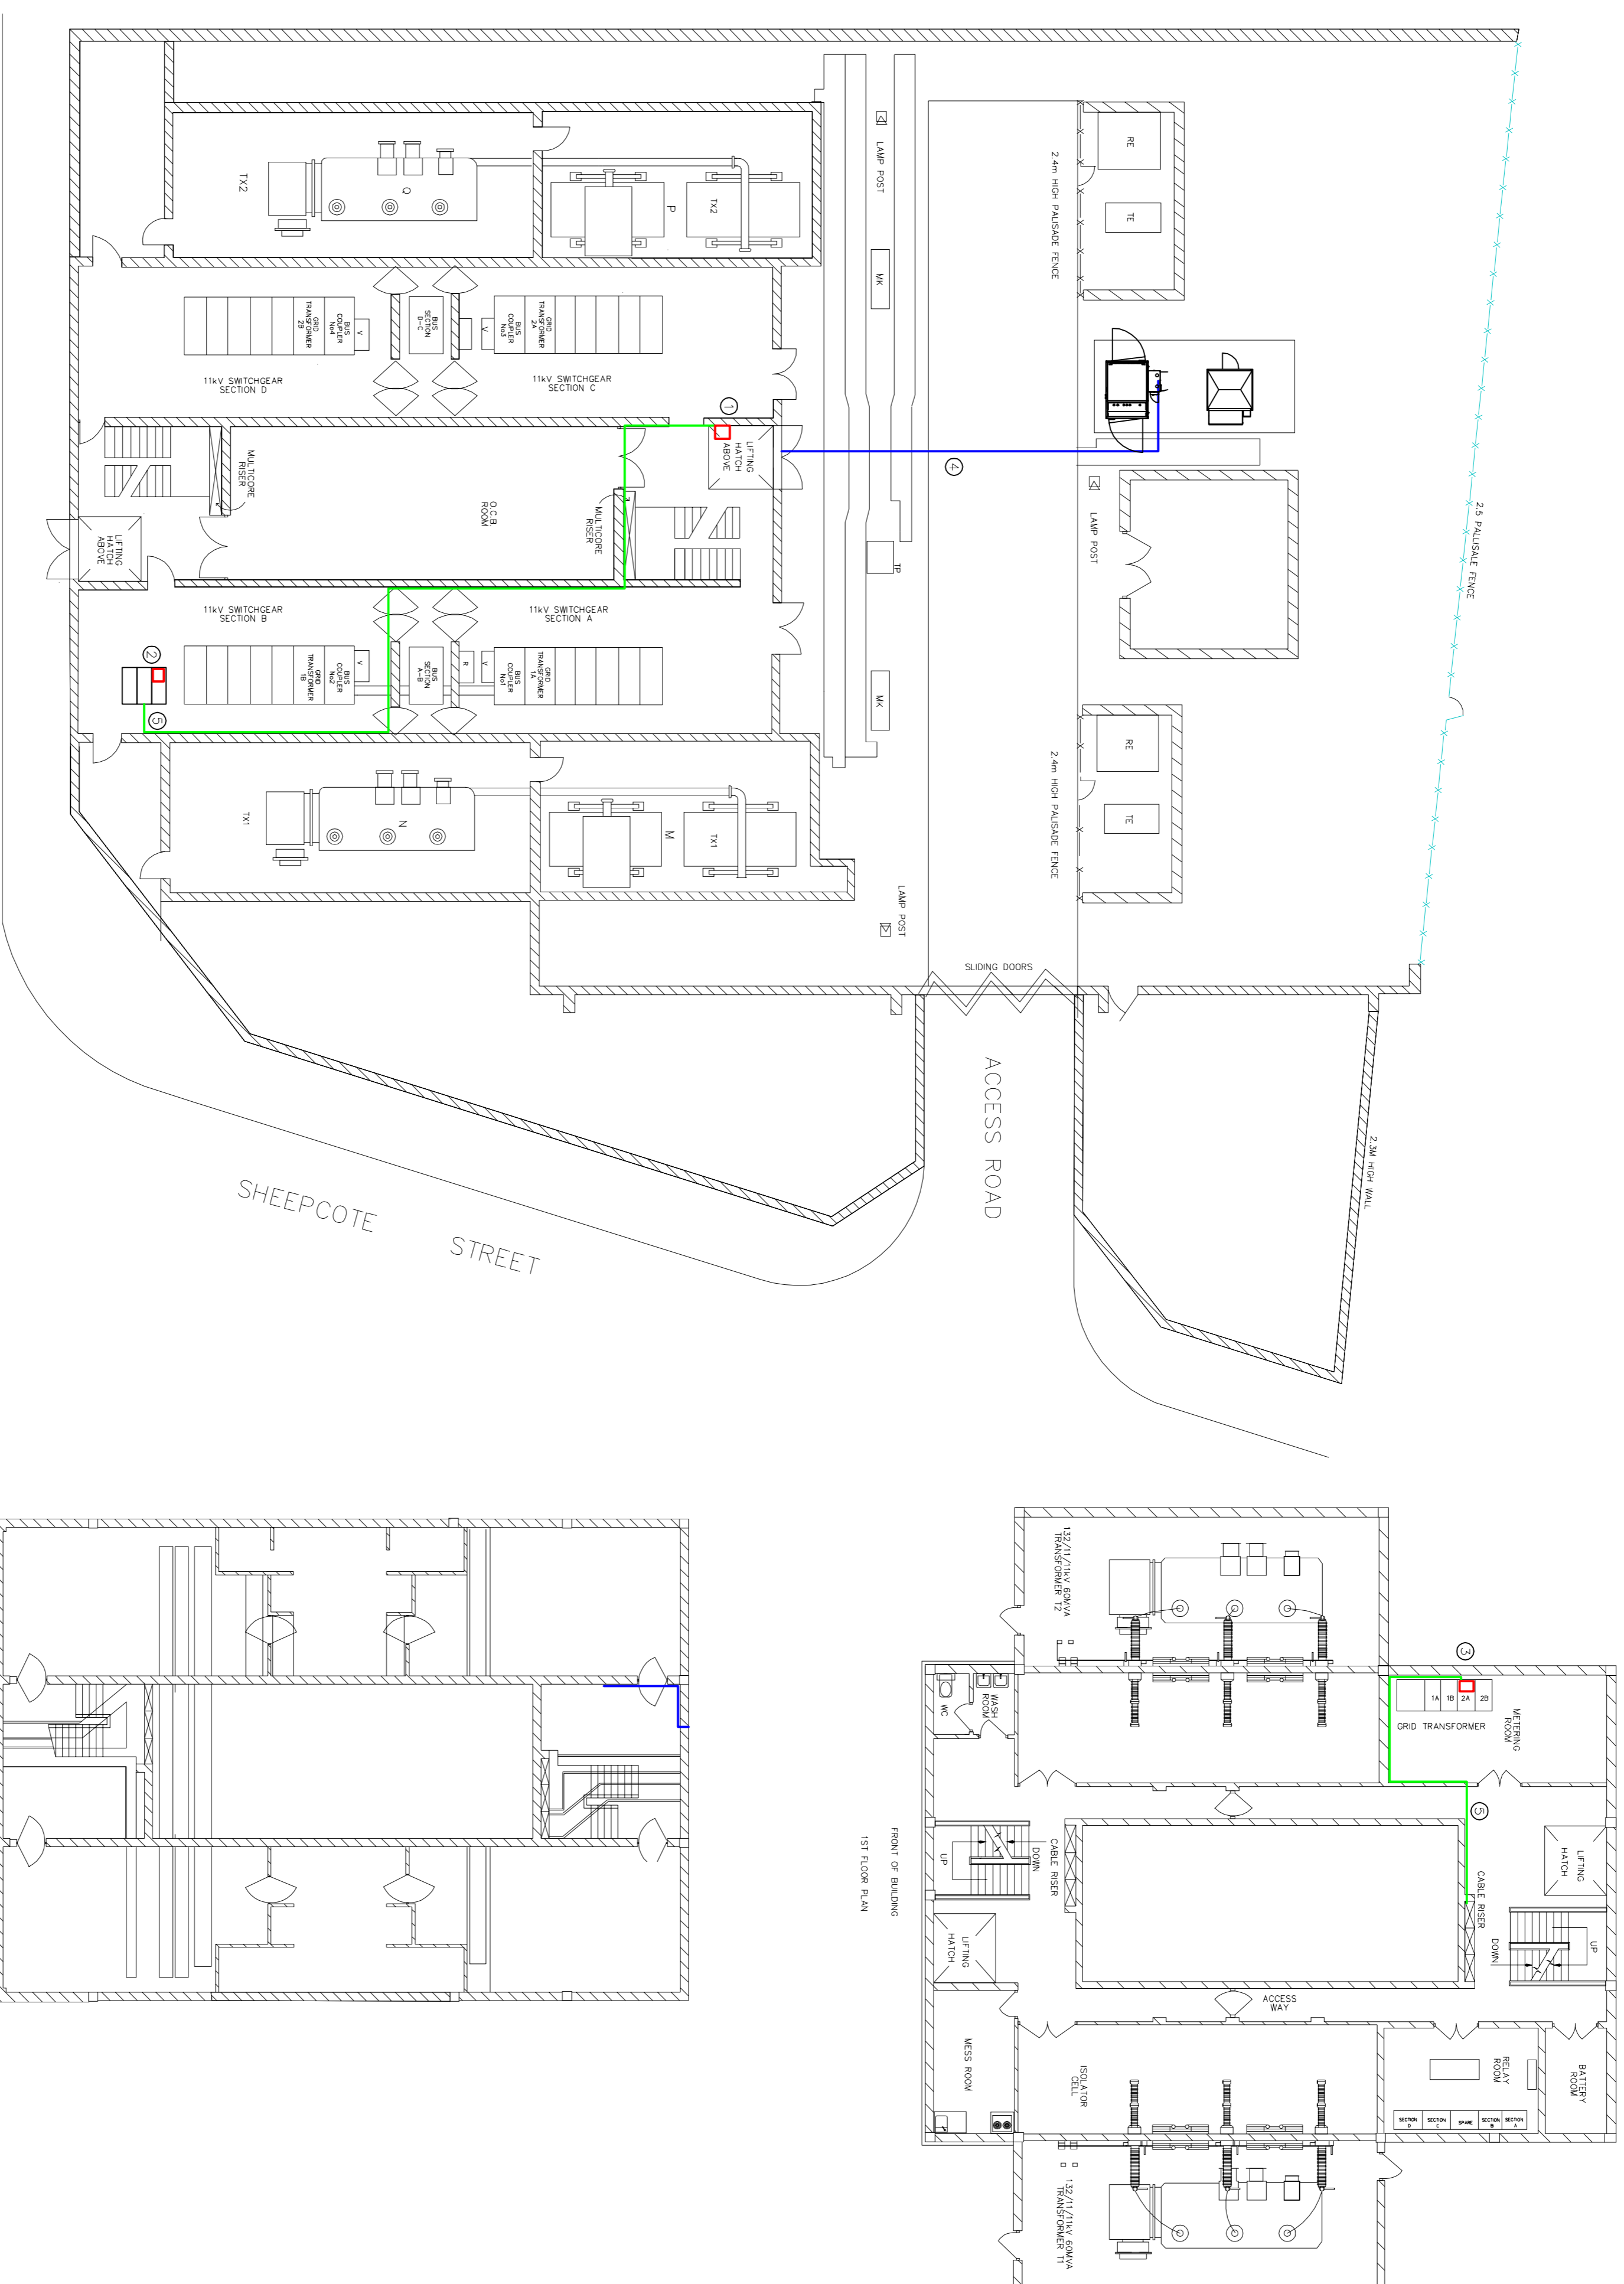 LAMP POST
2.4m HIGH PALISADE FENCE
RE
TE
TX2
Q
P
TX2
MK
BUS
SECTION
D-C
GRID
TRANSFORMER
2B
BUS
COUPLER
No4
V
V
BUS
COUPLER
No3
GRID
TRANSFORMER
2A
11kV SWITCHGEAR
SECTION D
11kV SWITCHGEAR
SECTION C
1
LIFTING
HATCH
ABOVE
4
MULTICORE
RISER
O.C.B.
ROOM
MULTICORE
RISER
LIFTING
HATCH
ABOVE
TP
LAMP POST
2.5 PALLISALE FENCE
11kV SWITCHGEAR
SECTION B
11kV SWITCHGEAR
SECTION A
2
GRID
TRANSFORMER
1B
BUS
COUPLER
No2
V
BUS
SECTION
A-B
R
V
BUS
COUPLER
No1
GRID
TRANSFORMER
1A
MK
5
RE
TE
2.4m HIGH PALISADE FENCE
TX1
N
M
TX1
LAMP POST
SLIDING DOORS
ACCESS ROAD
2.3M HIGH WALL
SHEEPCOTE STREET
132/11/11kV 60MVA
TRANSFORMER T2
3
WC
WASH
ROOM
1A
1B
2A
2B
GRID TRANSFORMER
METERING
ROOM
5
FRONT OF BUILDING
1ST FLOOR PLAN
UP
DOWN
CABLE RISER
CABLE RISER
LIFTING
HATCH
DOWN
UP
LIFTING
HATCH
ACCESS
WAY
MESS ROOM
ISOLATOR
CELL
RELAY
ROOM
BATTERY
ROOM
SECTION
D
SECTION
C
SPARE
SECTION
B
SECTION
A
132/11/11kV 60MVA
TRANSFORMER T1